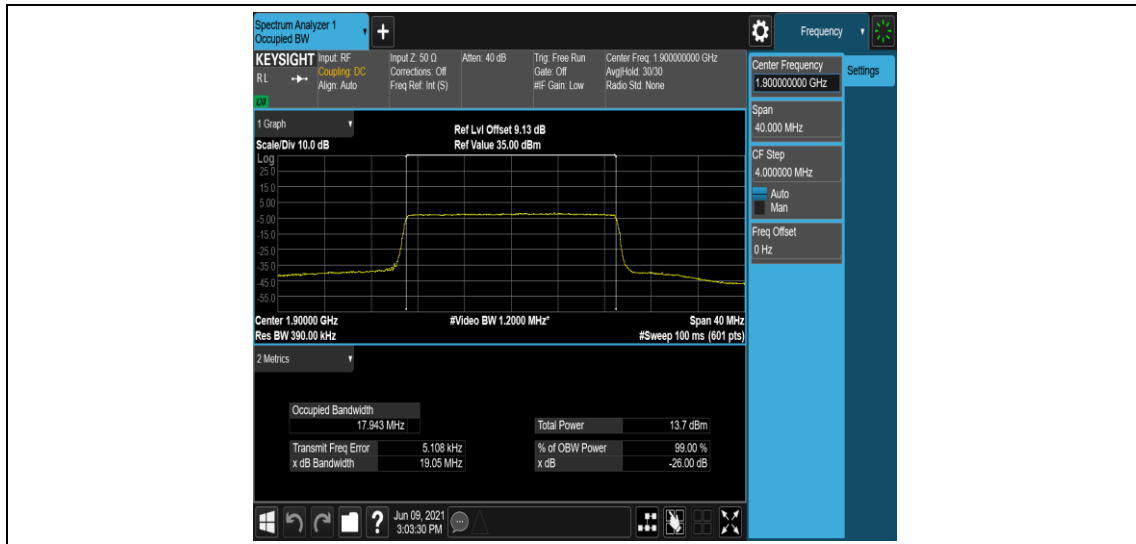 Spectrum Analyzer 1
Occupied BW
+
Frequency
KEYSIGHT
RL
LXI
Input: RF
Coupling: DC
Align: Auto
Input Z: 50 Ω
Corrections: Off
Freq Ref: Int (S)
Atten: 40 dB
Trig: Free Run
Gate: Off
#IF Gain: Low
Center Freq: 1.900000000 GHz
Avg|Hold: 30/30
Radio Std: None
Center Frequency
1.900000000 GHz
Settings
Span
40.000 MHz
CF Step
4.000000 MHz
Auto
Man
Freq Offset
0 Hz
1 Graph
Scale/Div 10.0 dB
Ref Lvl Offset 9.13 dB
Ref Value 35.00 dBm
Log
25.0
15.0
5.00
-5.00
-15.0
-25.0
-35.0
-45.0
-55.0
Center 1.90000 GHz
#Video BW 1.2000 MHz*
Span 40 MHz
Res BW 390.00 kHz
#Sweep 100 ms (601 pts)
2 Metrics
Occupied Bandwidth
17.943 MHz
Total Power 13.7 dBm
Transmit Freq Error 5.108 kHz
% of OBW Power 99.00 %
x dB Bandwidth 19.05 MHz
x dB -26.00 dB
?
Jun 09, 2021
3:03:30 PM